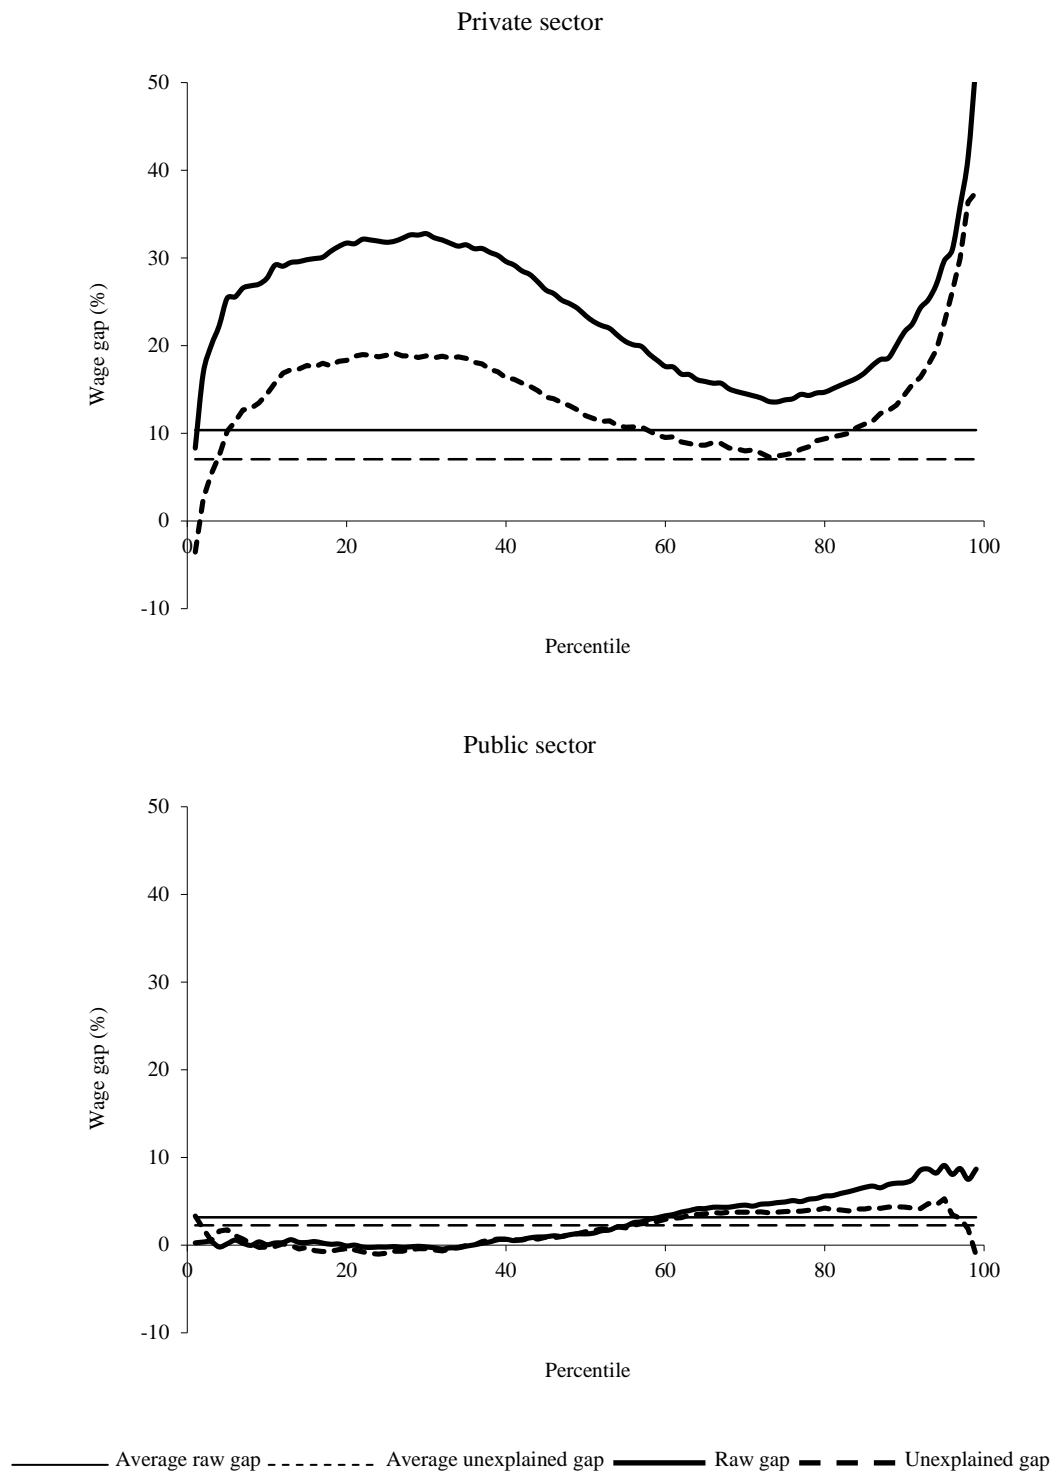 Private sector
50
40
30
20
10
0
-10
Wage gap (%)
0 20 40 60 80 100
Percentile
Public sector
50
40
30
20
10
0
-10
Wage gap (%)
0 20 40 60 80 100
Percentile
Average raw gap Average unexplained gap Raw gap Unexplained gap